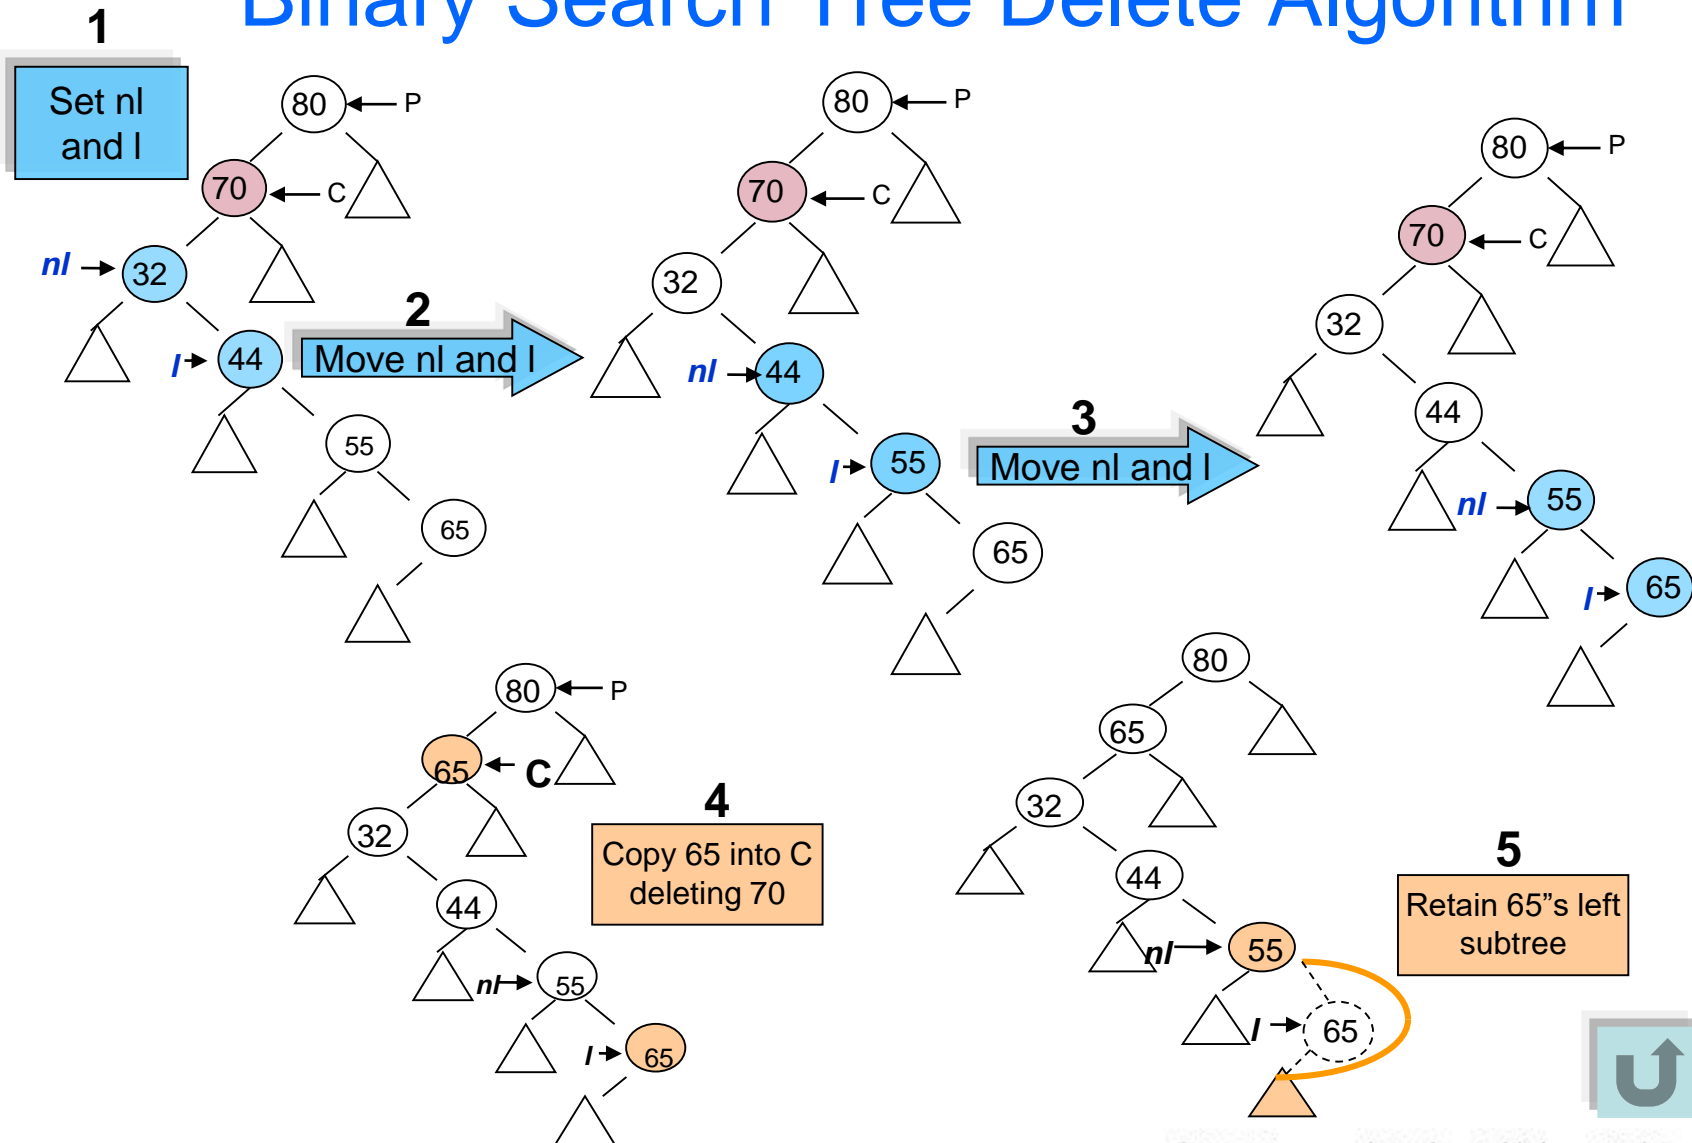 Binary Search Tree Delete Algorithm
1
Set nl
and l
80
P
70
C
nl
32
l
44
55
65
2
Move nl and l
80
P
70
C
32
nl
44
l
55
65
3
Move nl and l
80
P
70
C
32
44
nl
55
l
65
80
P
65
C
32
44
nl
55
l
65
4
Copy 65 into C
deleting 70
80
65
32
44
nl
55
l
65
5
Retain 65”s left
subtree